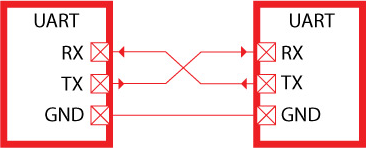 UART UART
RX RX
TX TX
GND GND